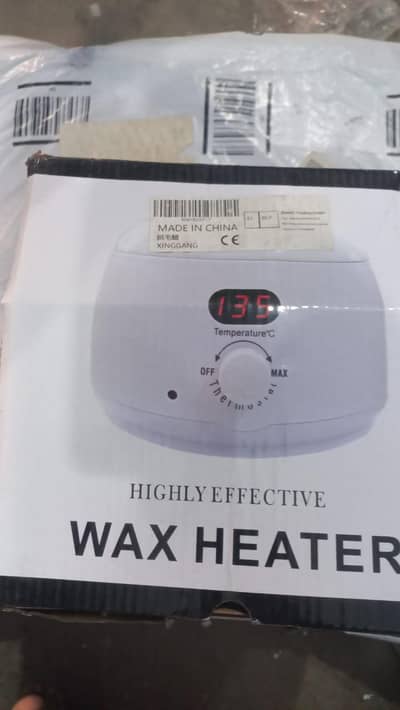 MADE IN CHINA
XINGGANG
CE
135
Temperature°C
OFF
MAX
Thermostat
HIGHLY EFFECTIVE
WAX HEATER